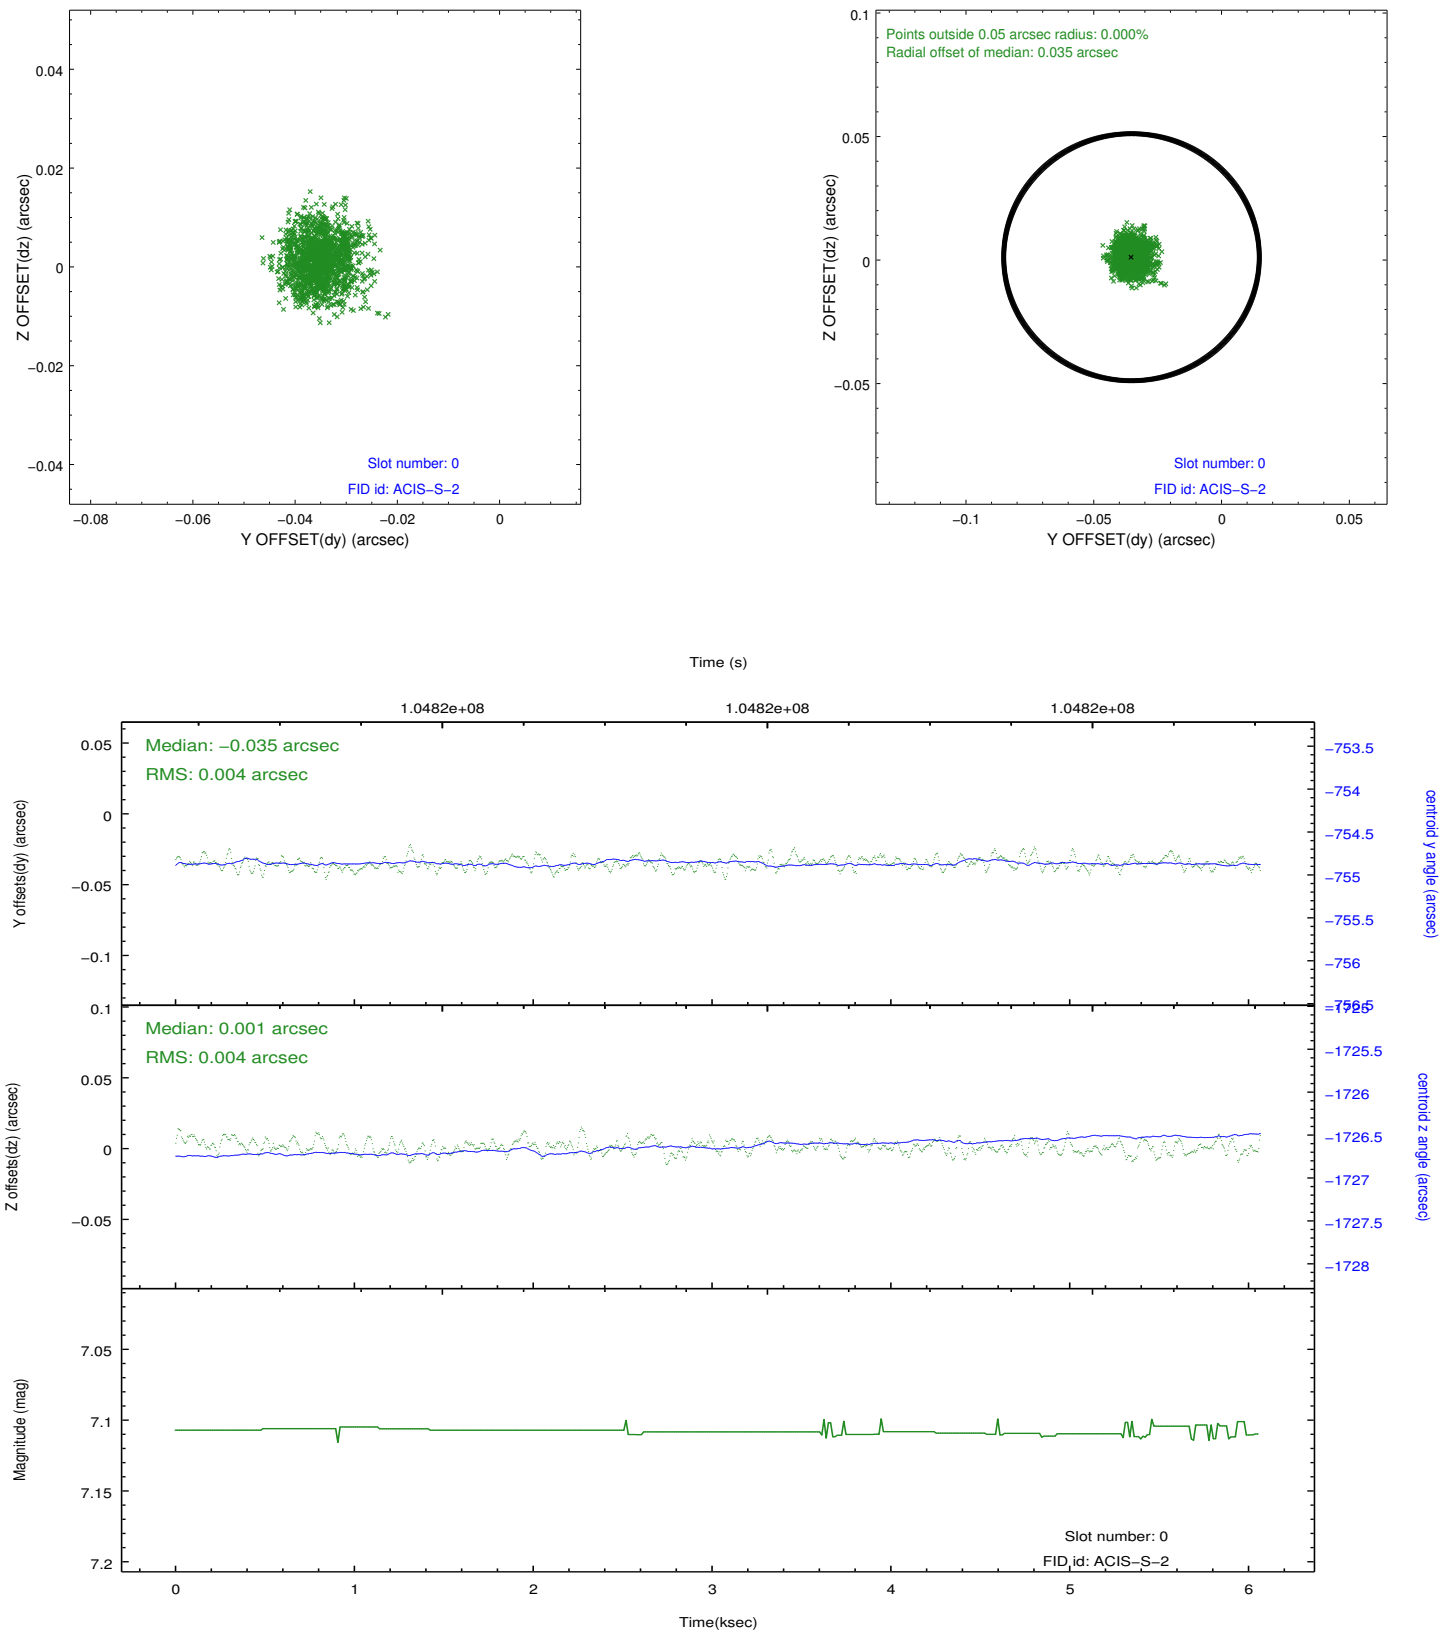 0.04
0.02
0
−0.02
−0.04
Z OFFSET(dz) (arcsec)
Slot number: 0
FID id: ACIS−S−2
−0.08
−0.06
−0.04
−0.02
0
Y OFFSET(dy) (arcsec)
0.1
0.05
0
−0.05
Z OFFSET(dz) (arcsec)
Points outside 0.05 arcsec radius: 0.000%
Radial offset of median: 0.035 arcsec
Slot number: 0
FID id: ACIS−S−2
−0.1
−0.05
0
0.05
Y OFFSET(dy) (arcsec)
Time (s)
1.0482e+08
1.0482e+08
1.0482e+08
0.05
0
−0.05
−0.1
Y offsets(dy) (arcsec)
Median: −0.035 arcsec
RMS: 0.004 arcsec
−753.5
−754
−754.5
−755
−755.5
−756
−756.5
centroid y angle (arcsec)
0.1
0.05
0
−0.05
Z offsets(dz) (arcsec)
Median: 0.001 arcsec
RMS: 0.004 arcsec
−1725
−1725.5
−1726
−1726.5
−1727
−1727.5
−1728
centroid z angle (arcsec)
7.05
7.1
7.15
7.2
Magnitude (mag)
Slot number: 0
FID id: ACIS−S−2
0
1
2
3
4
5
6
Time(ksec)